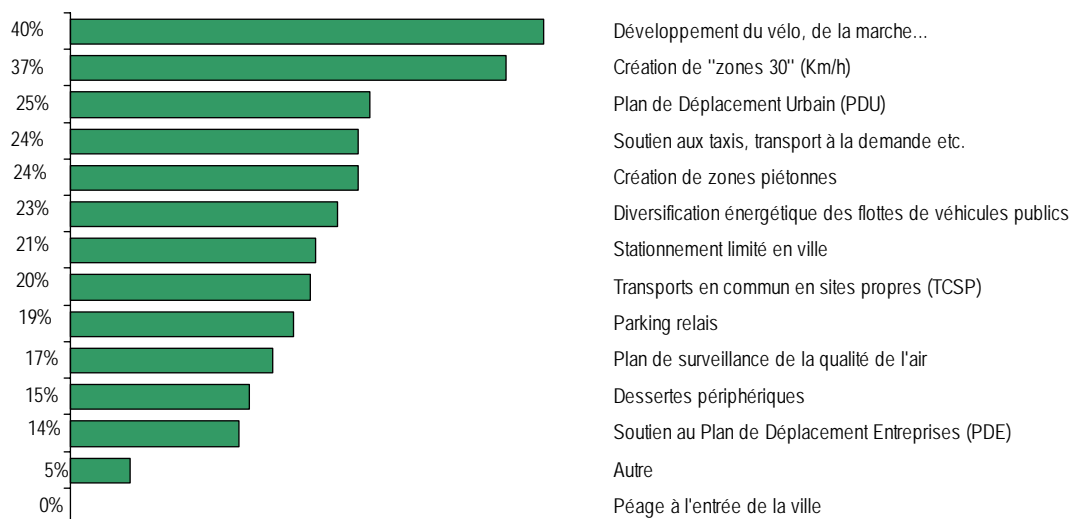 40% Développement du vélo, de la marche...
37% Création de "zones 30" (Km/h)
25% Plan de Déplacement Urbain (PDU)
24% Soutien aux taxis, transport à la demande etc.
24% Création de zones piétonnes
23% Diversification énergétique des flottes de véhicules publics
21% Stationnement limité en ville
20% Transports en commun en sites propres (TCSP)
19% Parking relais
17% Plan de surveillance de la qualité de l'air
15% Dessertes périphériques
14% Soutien au Plan de Déplacement Entreprises (PDE)
5% Autre
0% Péage à l'entrée de la ville